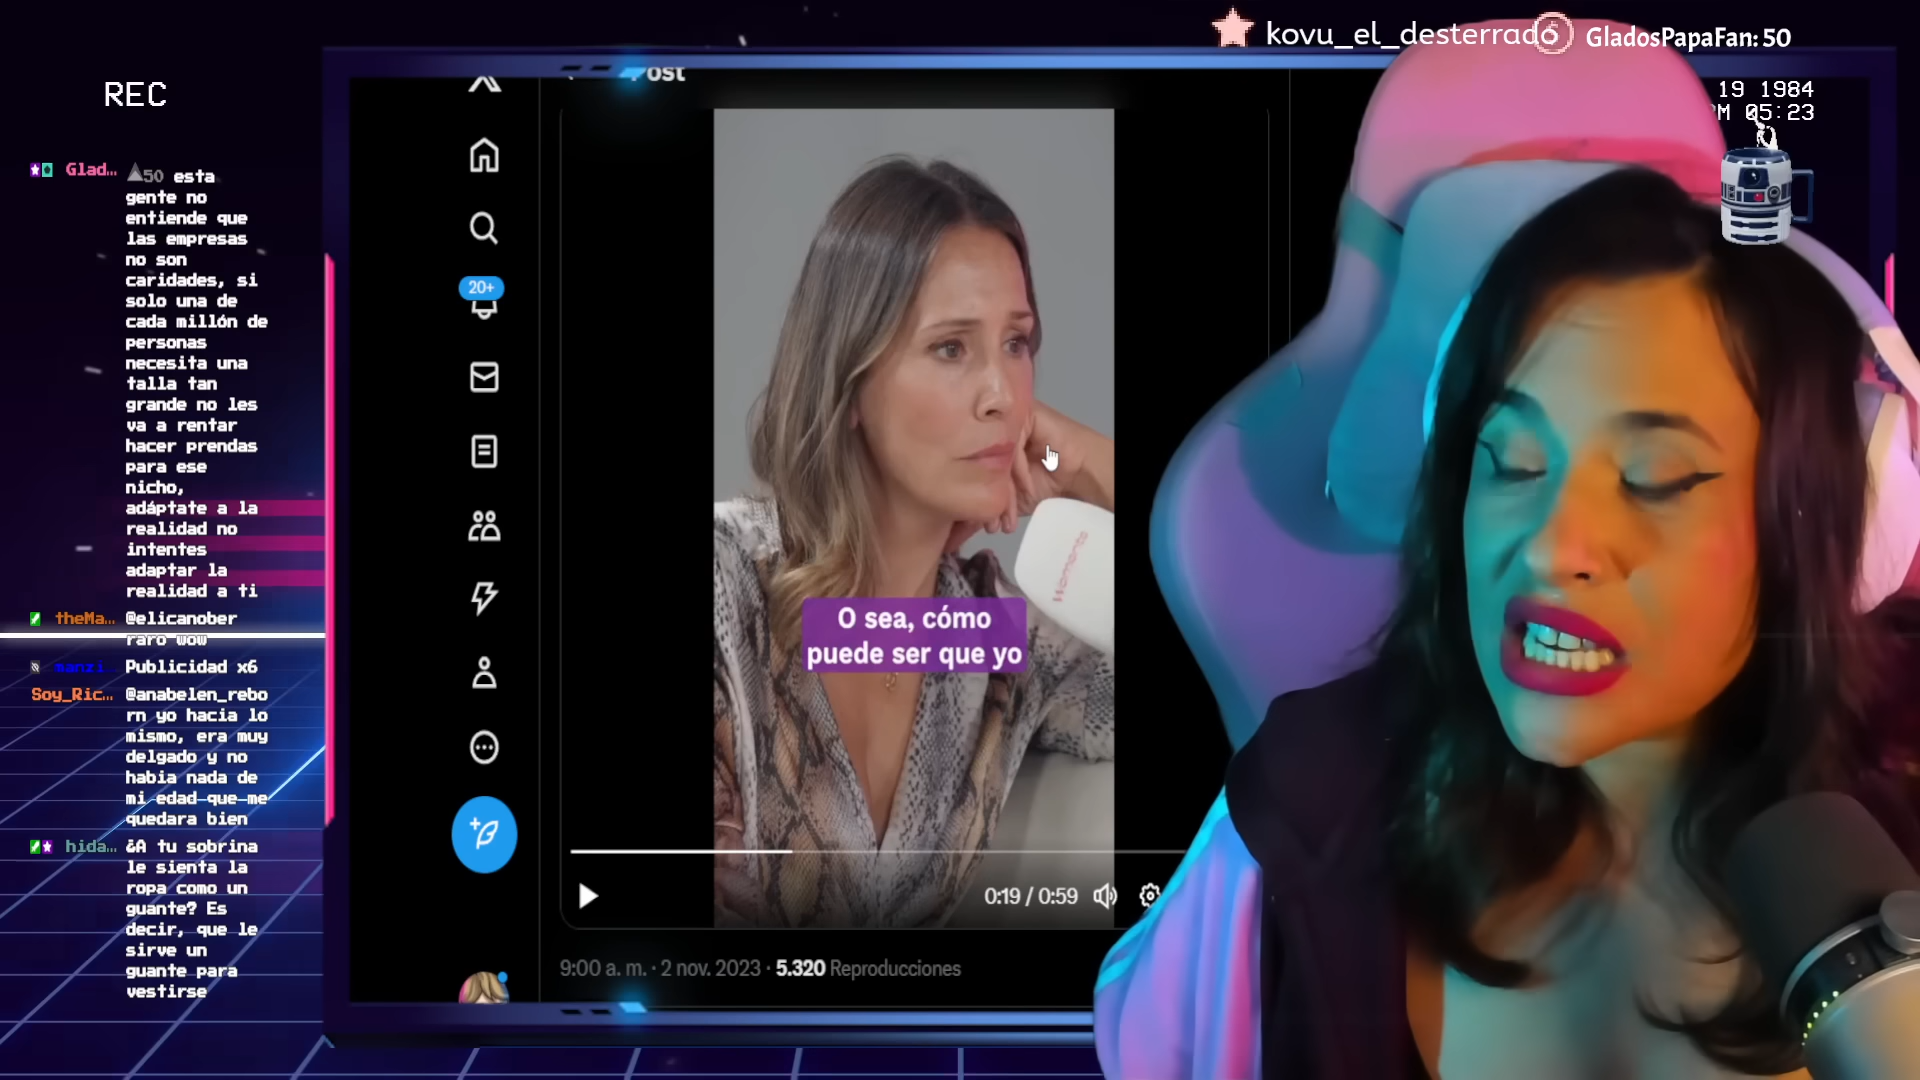 kovu_el_desterrado
GladosPapaFan: 50
REC
19 1984
M 05:23
Post
Glad... 50 esta
gente no
entiende que
las empresas
no son
caridades, si
solo una de
cada millón de
personas
necesita una
talla tan
grande no les
va a rentar
hacer prendas
para ese
nicho,
adáptate a la
realidad no
intentes
adaptar la
realidad a ti
theMa... @elicanober
raro wow
manzi Publicidad x6
Soy_Ric... @anabelen_rebo
rn yo hacia lo
mismo, era muy
delgado y no
habia nada de
mi edad que me
quedara bien
hida... ¿A tu sobrina
le sienta la
ropa como un
guante? Es
decir, que le
sirve un
guante para
vestirse
20+
O sea, cómo
puede ser que yo
0:19 / 0:59
9:00 a. m. · 2 nov. 2023 · 5.320 Reproducciones